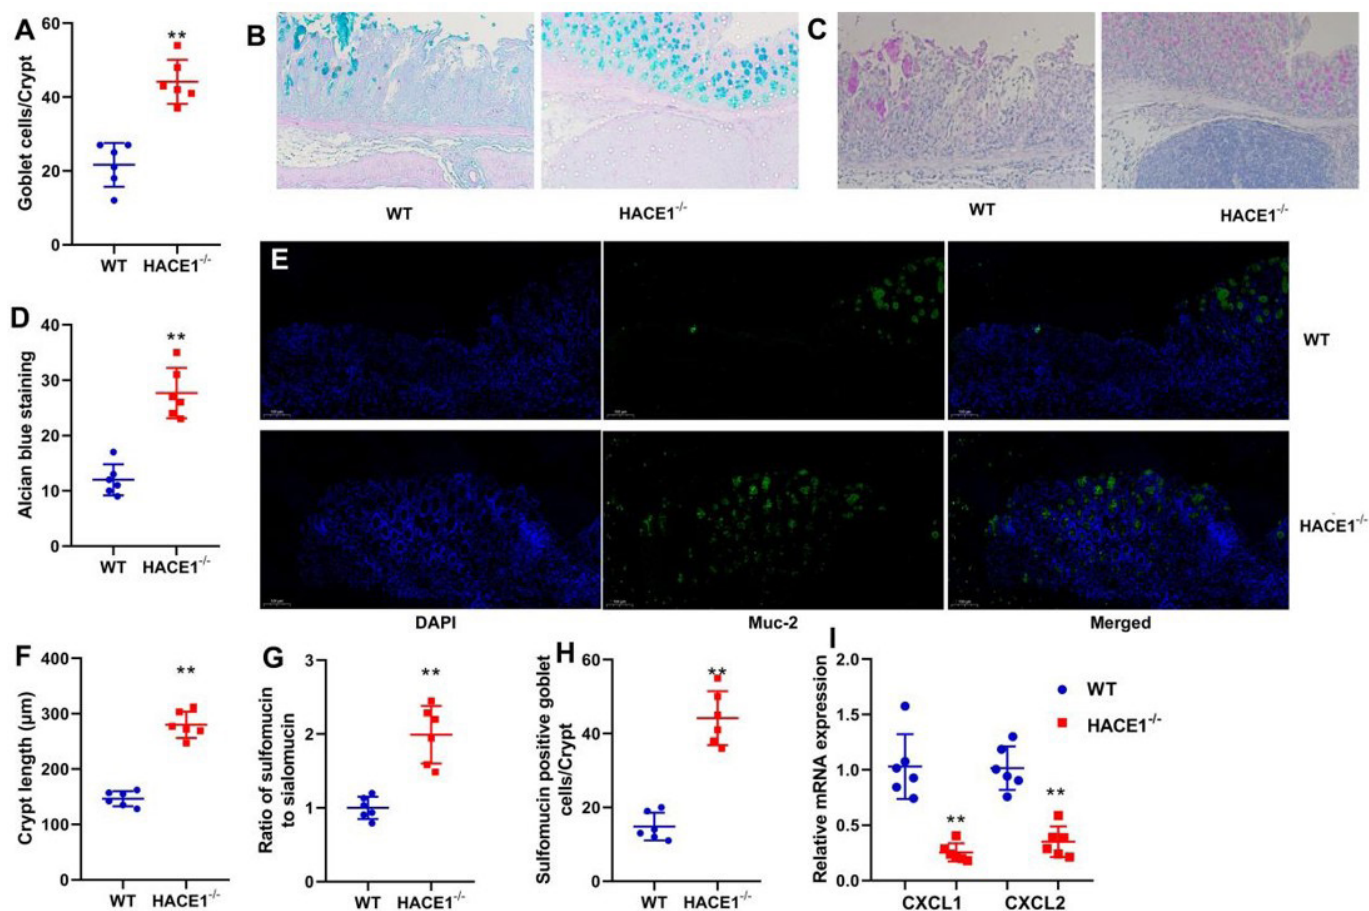 A
Goblet cells/Crypt
60
40
20
0
**
WT
HACE1-/-
B
WT
HACE1-/-
C
WT
HACE1-/-
D
Alcian blue staining
40
30
20
10
0
**
WT
HACE1-/-
E
WT
HACE1-/-
DAPI
Muc-2
Merged
F
Crypt length (µm)
400
300
200
100
0
**
WT
HACE1-/-
G
Ratio of sulfomucin
to sialomucin
3
2
1
0
**
WT
HACE1-/-
H
Sulfomucin positive goblet
cells/Crypt
60
40
20
0
**
WT
HACE1-/-
I
Relative mRNA expression
2.0
1.5
1.0
0.5
0.0
**
**
WT
HACE1-/-
CXCL1
CXCL2